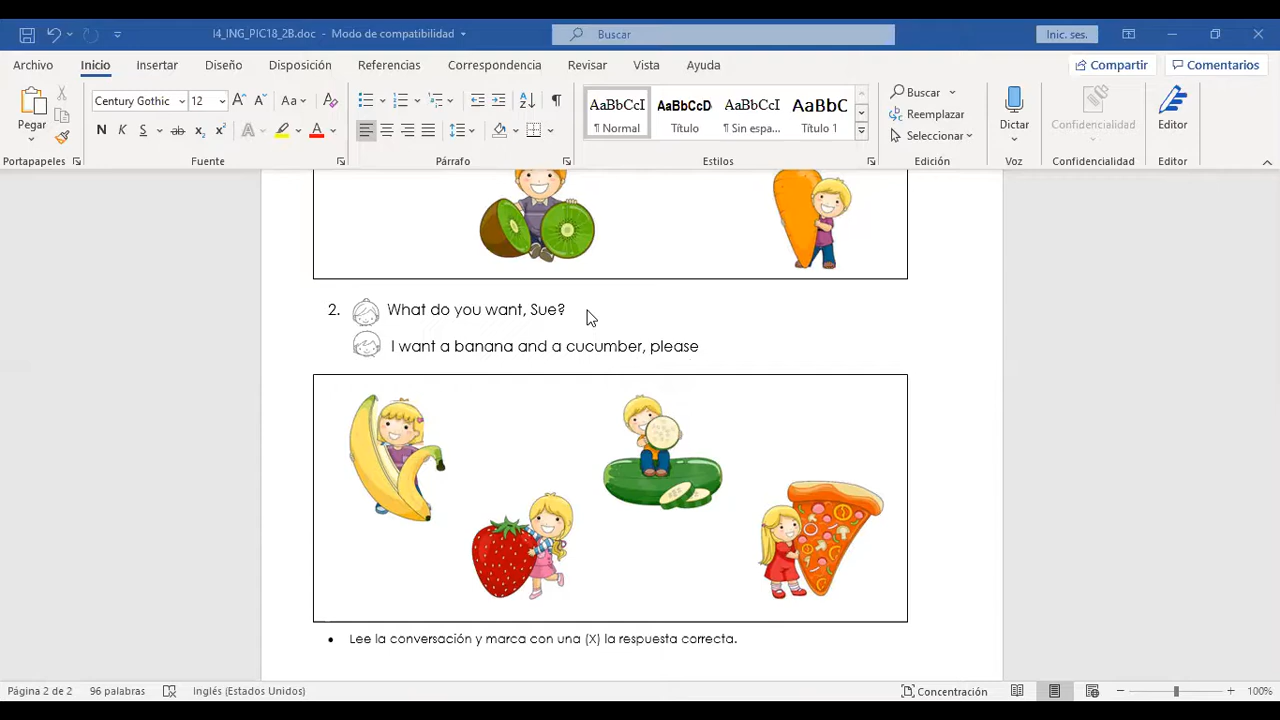 I4_ING_PIC18_2B.doc - Modo de compatibilidad
Buscar
Inic. ses.
Archivo Inicio Insertar Diseño Disposición Referencias Correspondencia Revisar Vista Ayuda Compartir Comentarios
Pegar
Century Gothic 12 Aa A
N K S ab x₂ x² A A
AaBbCcI AaBbCcD AaBbCcI AaBbC
¶ Normal Título ¶ Sin espa... Título 1
Buscar
Reemplazar
Seleccionar
Dictar
Confidencialidad
Editor
Portapapeles Fuente Párrafo Estilos Edición Voz Confidencialidad Editor
2. What do you want, Sue?
I want a banana and a cucumber, please
• Lee la conversación y marca con una (X) la respuesta correcta.
Página 2 de 2 96 palabras Inglés (Estados Unidos) Concentración 100%